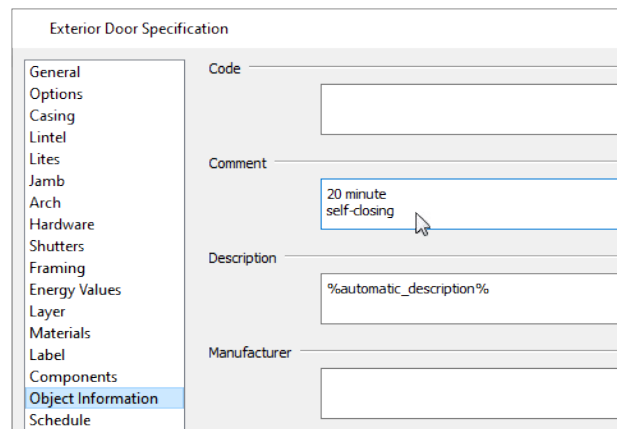 Exterior Door Specification
General
Options
Casing
Lintel
Lites
Jamb
Arch
Hardware
Shutters
Framing
Energy Values
Layer
Materials
Label
Components
Object Information
Schedule
Code
Comment
20 minute
self-closing
Description
%automatic_description%
Manufacturer